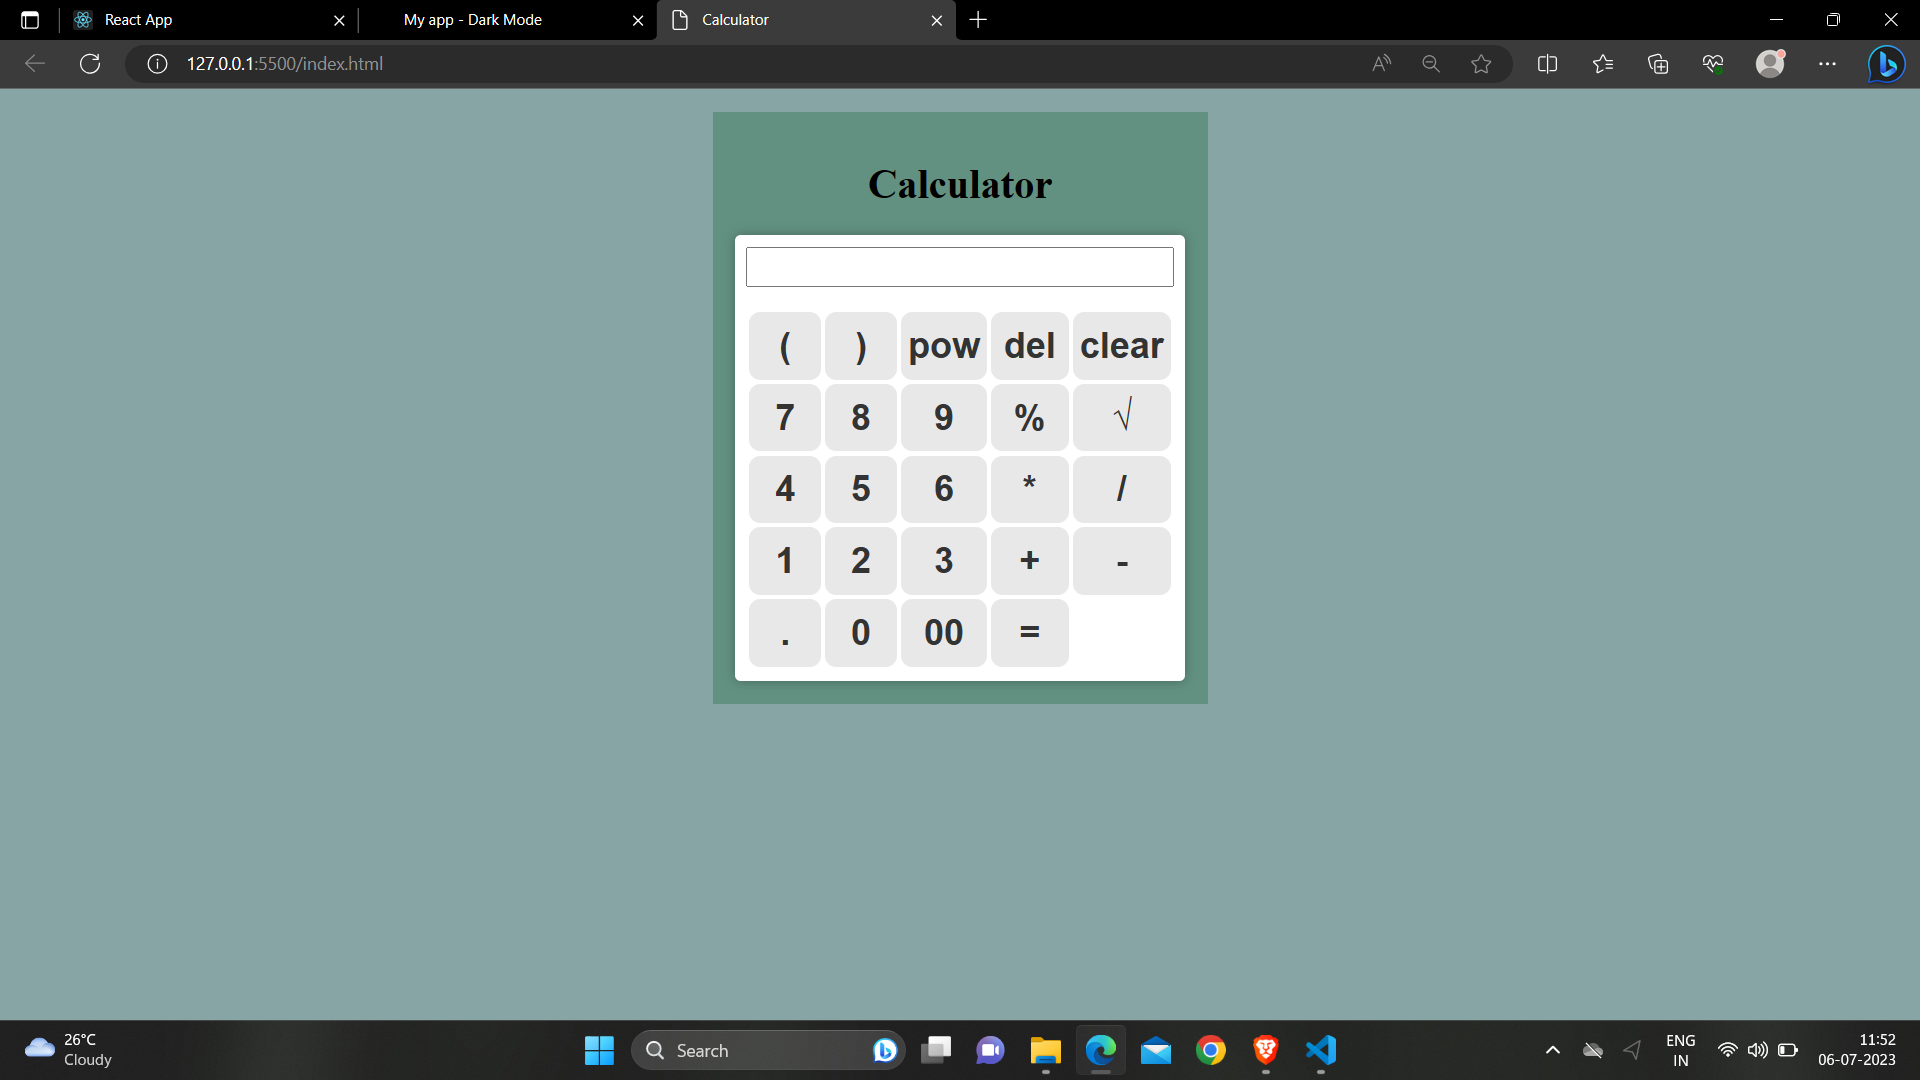 React App
My app - Dark Mode
Calculator
127.0.0.1:5500/index.html
Calculator
( ) pow del clear
7 8 9 % √
4 5 6 * /
1 2 3 + -
. 0 00 =
26°C
Cloudy
Search
ENG
IN
11:52
06-07-2023